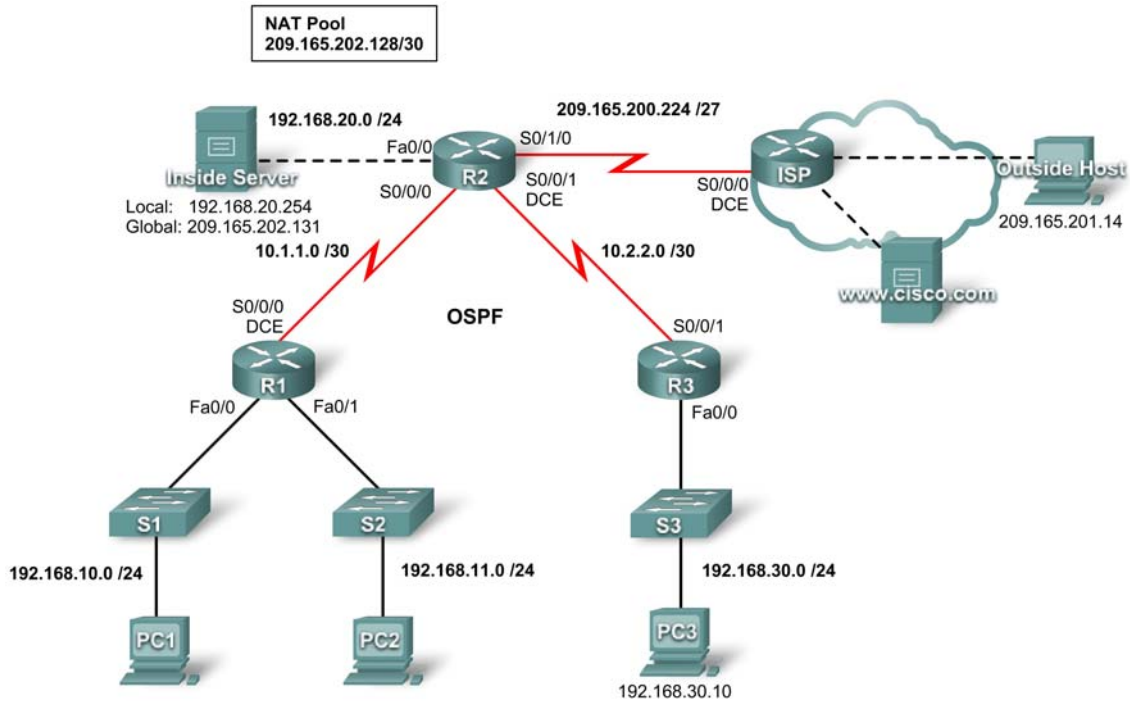 NAT Pool
209.165.202.128/30
192.168.20.0 /24
209.165.200.224 /27
Fa0/0
S0/1/0
R2
ISP
Inside Server
Outside Host
S0/0/0
S0/0/1
DCE
S0/0/0
DCE
Local: 192.168.20.254
Global: 209.165.202.131
209.165.201.14
10.1.1.0 /30
10.2.2.0 /30
www.cisco.com
S0/0/0
DCE
OSPF
S0/0/1
R1
R3
Fa0/0
Fa0/1
Fa0/0
S1
S2
S3
192.168.10.0 /24
192.168.11.0 /24
192.168.30.0 /24
PC1
PC2
PC3
192.168.30.10